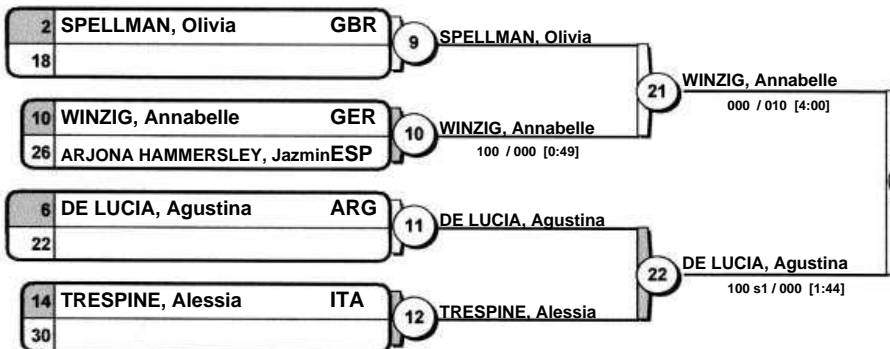 2 SPELLMAN, Olivia GBR
18
9
SPELLMAN, Olivia
10 WINZIG, Annabelle GER
26 ARJONA HAMMERSLEY, Jazmin ESP
10
WINZIG, Annabelle
100 / 000 [0:49]
21
WINZIG, Annabelle
000 / 010 [4:00]
6 DE LUCIA, Agustina ARG
22
11
DE LUCIA, Agustina
14 TRESPINE, Alessia ITA
30
12
TRESPINE, Alessia
22
DE LUCIA, Agustina
100 s1 / 000 [1:44]